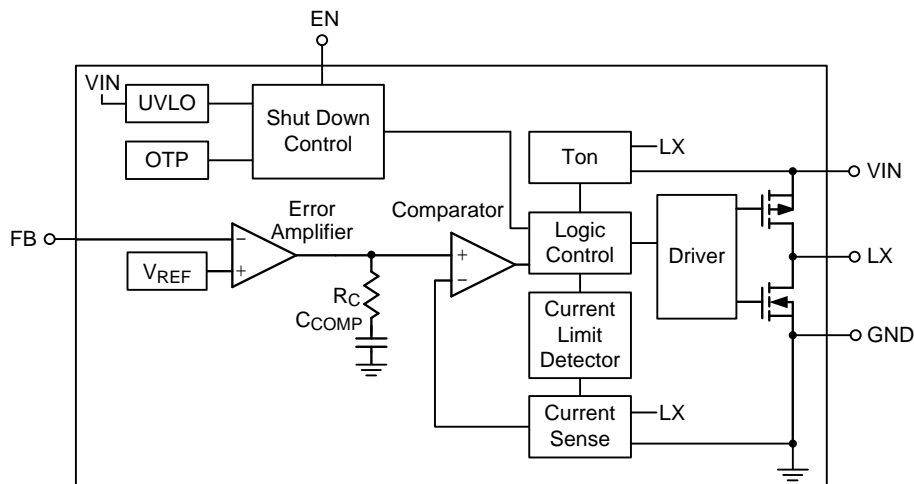 EN
VIN
UVLO
Shut Down
Control
OTP
Ton
LX
VIN
Error
Amplifier
Comparator
FB
−
+
VREF
+
−
Logic
Control
Driver
LX
RC
CCOMP
Current
Limit
Detector
GND
Current
Sense
LX